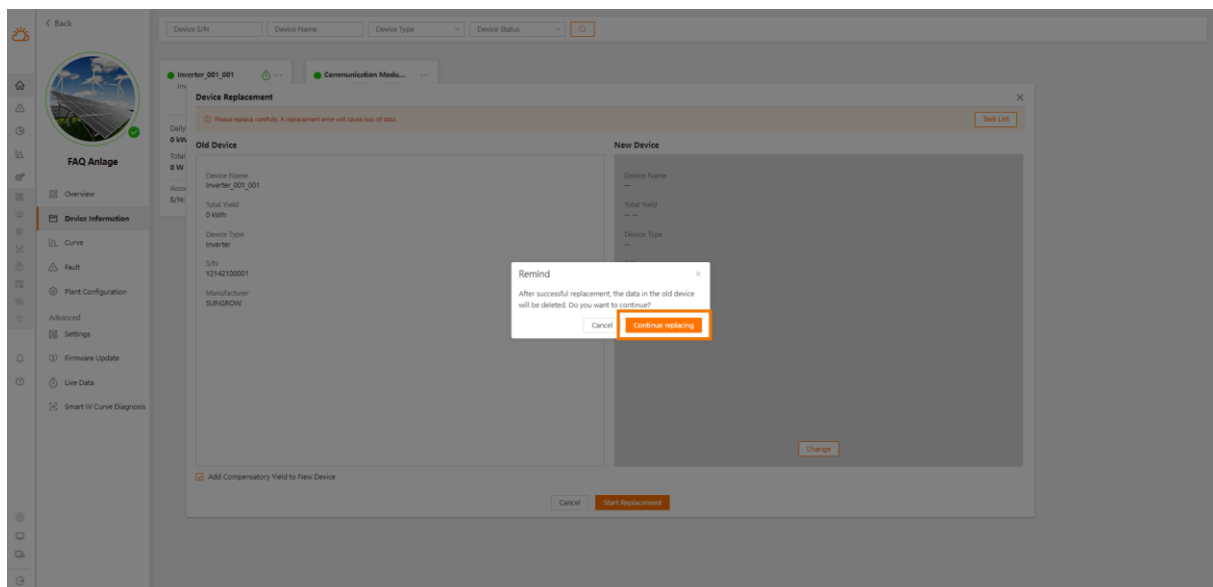 < Back
Device S/N
Device Name
Device Type
Device Status
FAQ Anlage
Overview
Device Information
Curve
Fault
Plant Configuration
Advanced
Settings
Firmware Update
Live Data
Smart IV Curve Diagnosis
Inverter_001_001
Communication Modu...
Daily
0 kW
Total
0 W
S/N:
Device Replacement
Please replace carefully. A replacement error will cause loss of data.
Task List
Old Device
Device Name
Inverter_001_001
Total Yield
0 kWh
Device Type
Inverter
S/N
Y2142100001
Manufacturer
SUNGROW
New Device
Device Name
--
Total Yield
-- --
Device Type
--
Change
Remind
After successful replacement, the data in the old device
will be deleted. Do you want to continue?
Cancel
Continue replacing
Add Compensatory Yield to New Device
Cancel
Start Replacement